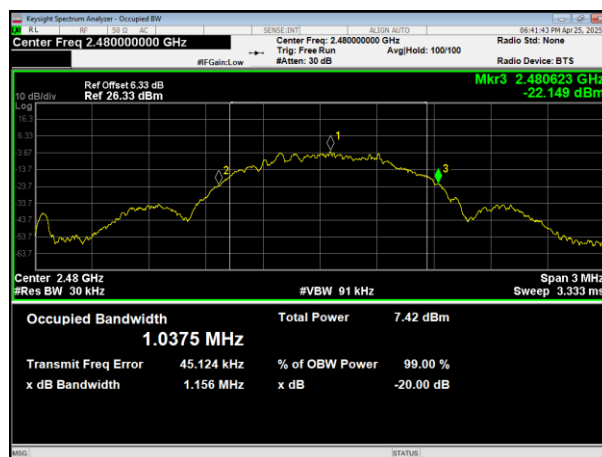 Keysight Spectrum Analyzer - Occupied BW
RL RF 50 Ω AC SENSE:INT ALIGN AUTO 06:41:43 PM Apr 25, 2025
Center Freq 2.480000000 GHz Center Freq: 2.480000000 GHz Radio Std: None
Trig: Free Run Avg|Hold: 100/100
#IFGain:Low #Atten: 30 dB Radio Device: BTS
Ref Offset 6.33 dB Mkr3 2.480623 GHz
10 dB/div Ref 26.33 dBm -22.149 dBm
Log
16.3
6.33
-3.67
-13.7
-23.7
-33.7
-43.7
-53.7
-63.7
1
2
3
Center 2.48 GHz Span 3 MHz
#Res BW 30 kHz #VBW 91 kHz Sweep 3.333 ms
Occupied Bandwidth Total Power 7.42 dBm
1.0375 MHz
Transmit Freq Error 45.124 kHz % of OBW Power 99.00 %
x dB Bandwidth 1.156 MHz x dB -20.00 dB
MSG STATUS